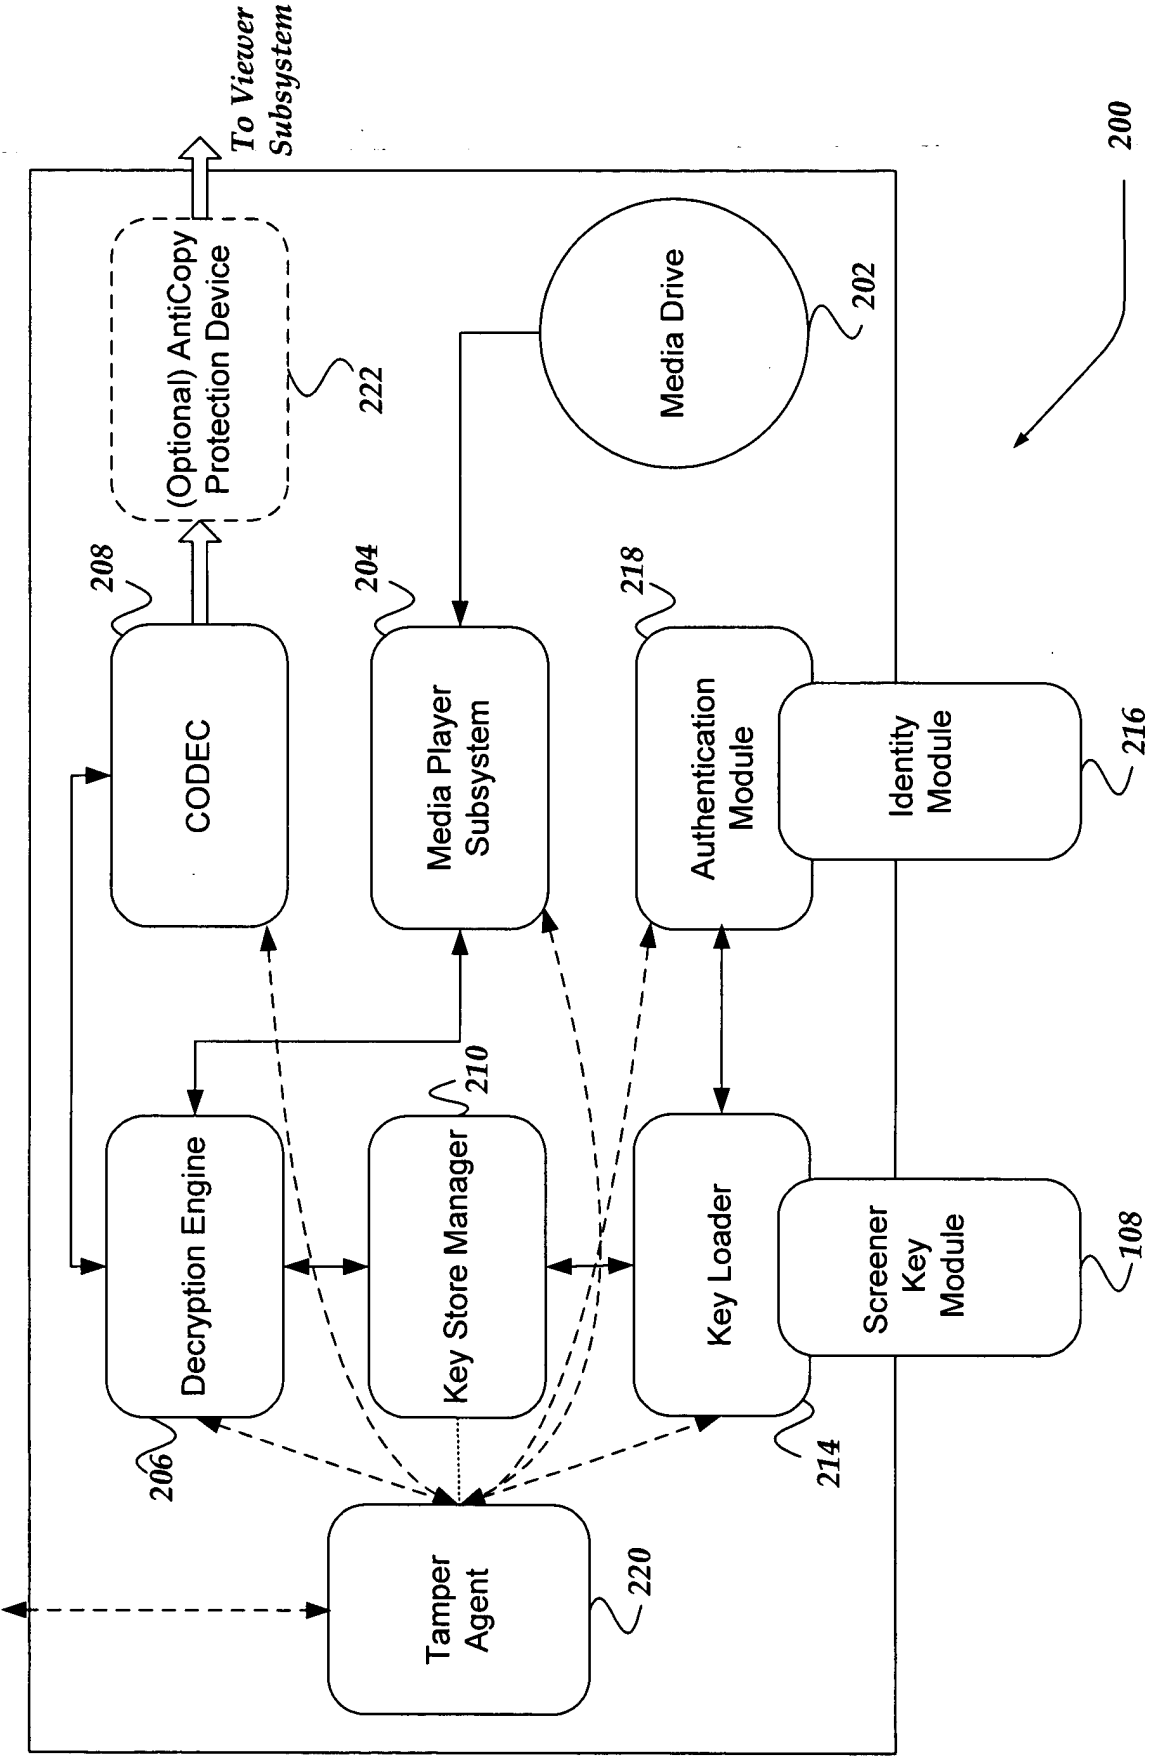 To Viewer
Subsystem
(Optional) AntiCopy
Protection Device
222
CODEC
208
Decryption Engine
206
Media Drive
202
Media Player
Subsystem
204
Key Store Manager
210
Tamper
Agent
220
Authentication
Module
218
Key Loader
214
Identity
Module
216
Screener
Key
Module
108
200